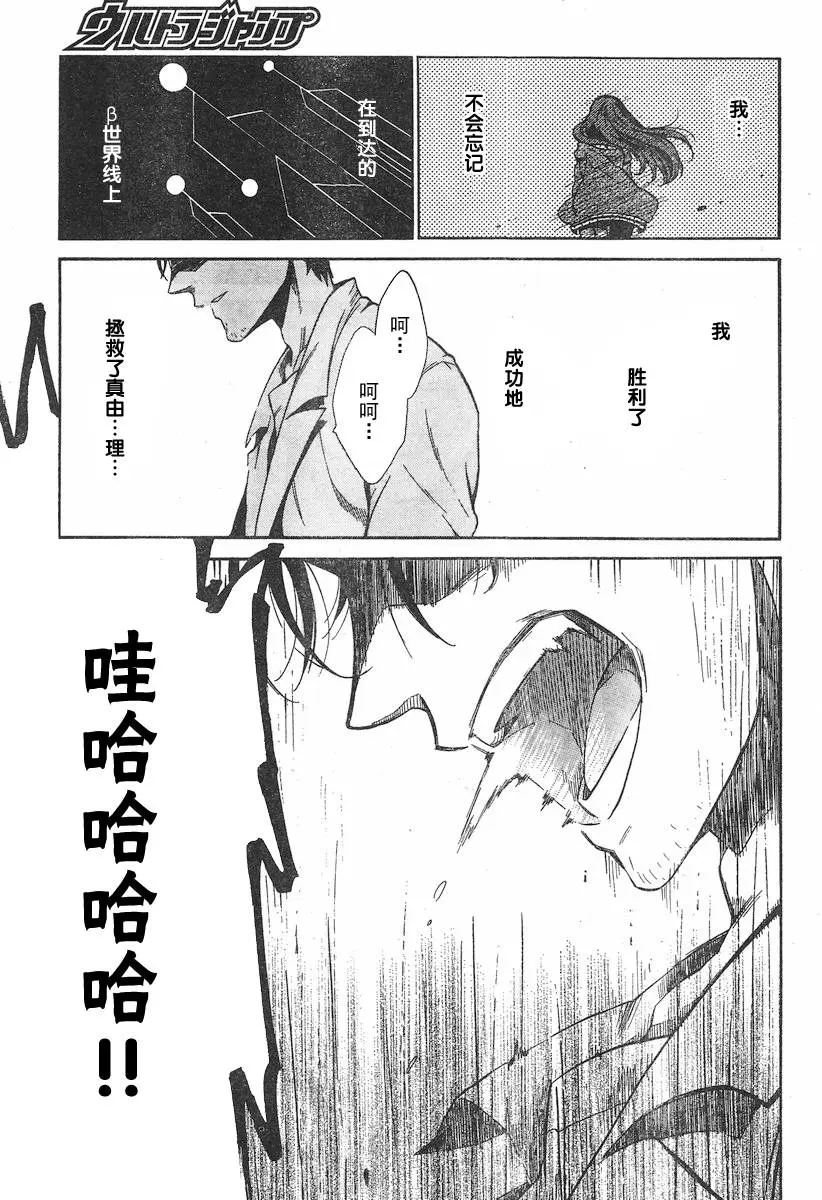 ウルトラジャンプ
我…
不会忘记
在到达的
β世界线上
我
胜利了
成功地
呵…
呵呵…
拯救了真由…理…
哇哈哈哈哈!!